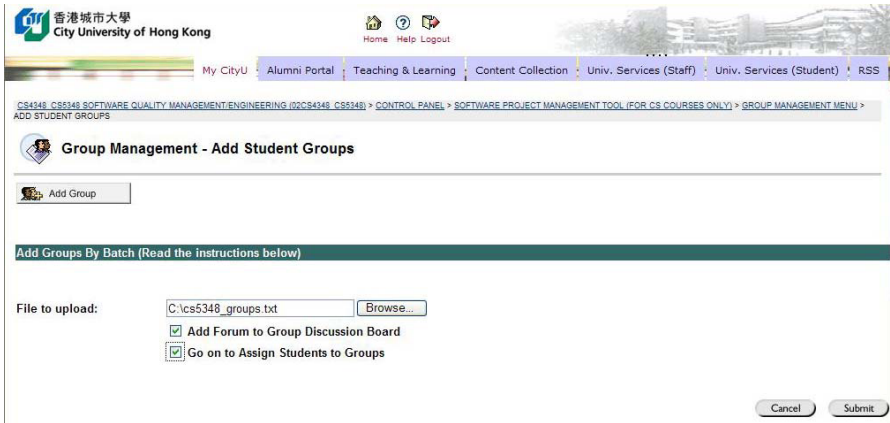 香港城市大學
City University of Hong Kong
Home Help Logout
My CityU Alumni Portal Teaching & Learning Content Collection Univ. Services (Staff) Univ. Services (Student) RSS
CS4348_CS5348 SOFTWARE QUALITY MANAGEMENT/ENGINEERING (02CS4348_CS5348) > CONTROL PANEL > SOFTWARE PROJECT MANAGEMENT TOOL (FOR CS COURSES ONLY) > GROUP MANAGEMENT MENU >
ADD STUDENT GROUPS
Group Management - Add Student Groups
Add Group
Add Groups By Batch (Read the instructions below)
File to upload: C:\cs5348_groups.txt Browse...
Add Forum to Group Discussion Board
Go on to Assign Students to Groups
Cancel Submit